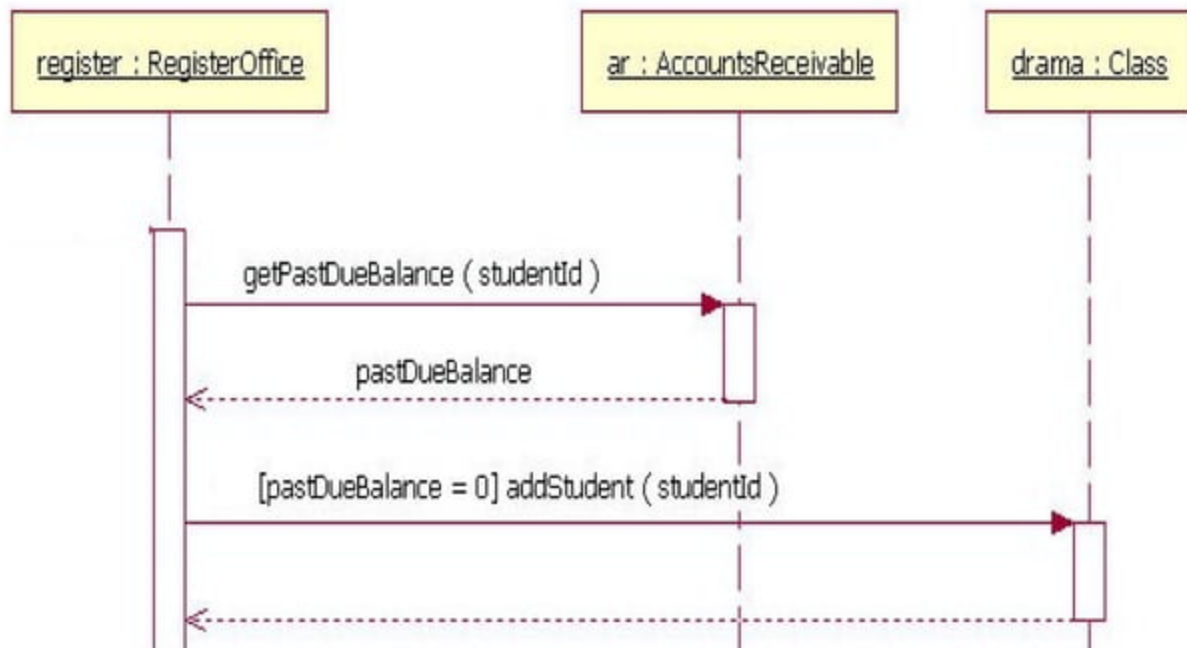 register : RegisterOffice
ar : AccountsReceivable
drama : Class
getPastDueBalance ( studentId )
pastDueBalance
[pastDueBalance = 0] addStudent ( studentId )